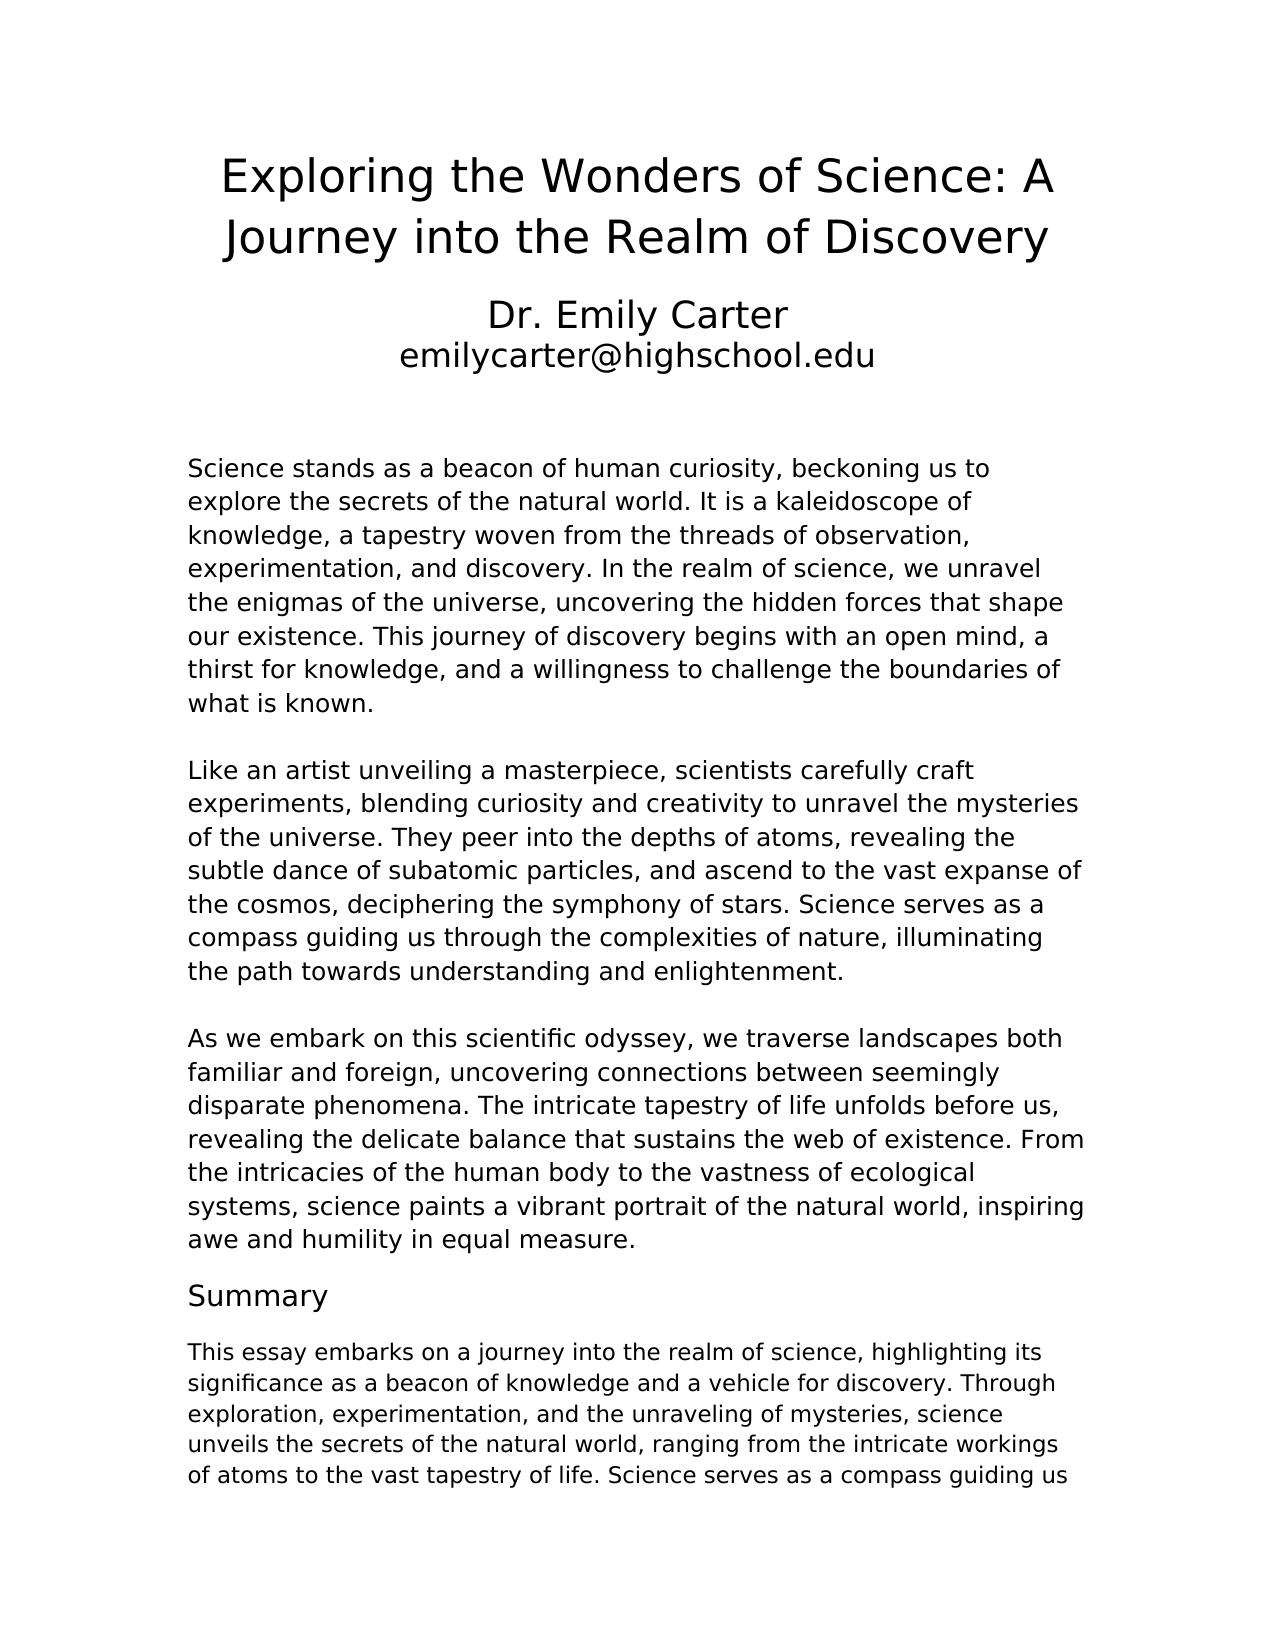 Exploring the Wonders of Science: A
Journey into the Realm of Discovery
Dr. Emily Carter
emilycarter@highschool.edu
Science stands as a beacon of human curiosity, beckoning us to
explore the secrets of the natural world. It is a kaleidoscope of
knowledge, a tapestry woven from the threads of observation,
experimentation, and discovery. In the realm of science, we unravel
the enigmas of the universe, uncovering the hidden forces that shape
our existence. This journey of discovery begins with an open mind, a
thirst for knowledge, and a willingness to challenge the boundaries of
what is known.
Like an artist unveiling a masterpiece, scientists carefully craft
experiments, blending curiosity and creativity to unravel the mysteries
of the universe. They peer into the depths of atoms, revealing the
subtle dance of subatomic particles, and ascend to the vast expanse of
the cosmos, deciphering the symphony of stars. Science serves as a
compass guiding us through the complexities of nature, illuminating
the path towards understanding and enlightenment.
As we embark on this scientific odyssey, we traverse landscapes both
familiar and foreign, uncovering connections between seemingly
disparate phenomena. The intricate tapestry of life unfolds before us,
revealing the delicate balance that sustains the web of existence. From
the intricacies of the human body to the vastness of ecological
systems, science paints a vibrant portrait of the natural world, inspiring
awe and humility in equal measure.
Summary
This essay embarks on a journey into the realm of science, highlighting its
significance as a beacon of knowledge and a vehicle for discovery. Through
exploration, experimentation, and the unraveling of mysteries, science
unveils the secrets of the natural world, ranging from the intricate workings
of atoms to the vast tapestry of life. Science serves as a compass guiding us